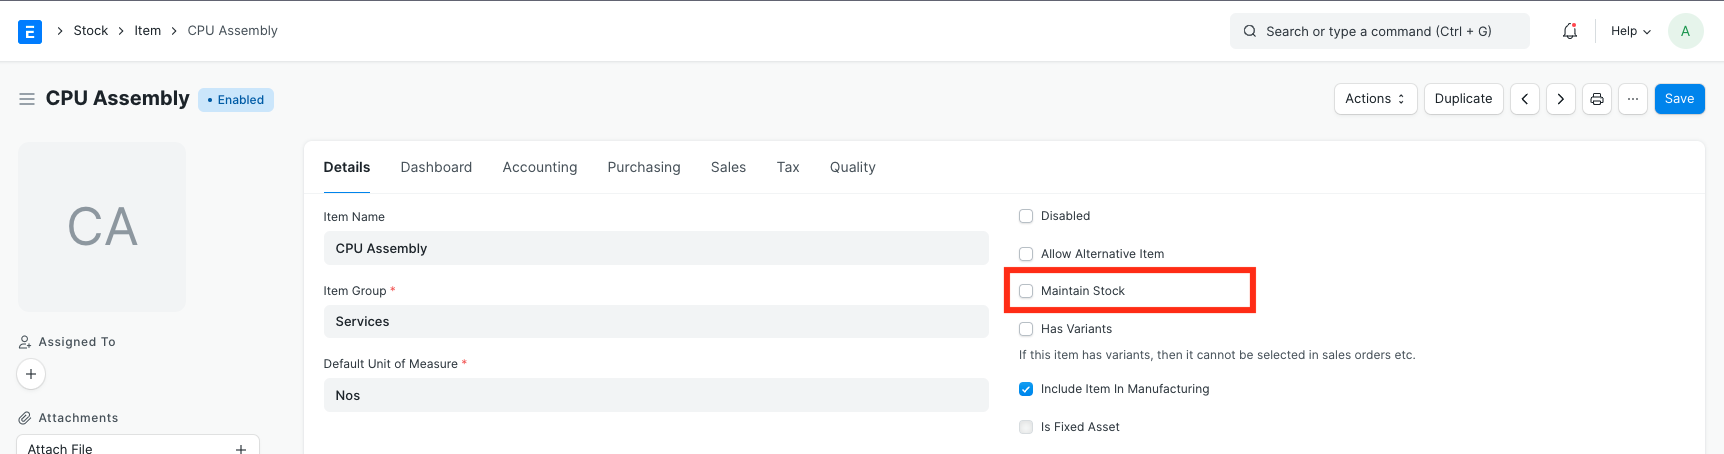 E
Stock
Item
CPU Assembly
Search or type a command (Ctrl + G)
Help
A
CPU Assembly
Enabled
Actions
Duplicate
...
Save
CA
Assigned To
+
Attachments
Attach File +
Details
Dashboard
Accounting
Purchasing
Sales
Tax
Quality
Item Name
CPU Assembly
Item Group *
Services
Default Unit of Measure *
Nos
Disabled
Allow Alternative Item
Maintain Stock
Has Variants
If this item has variants, then it cannot be selected in sales orders etc.
Include Item In Manufacturing
Is Fixed Asset